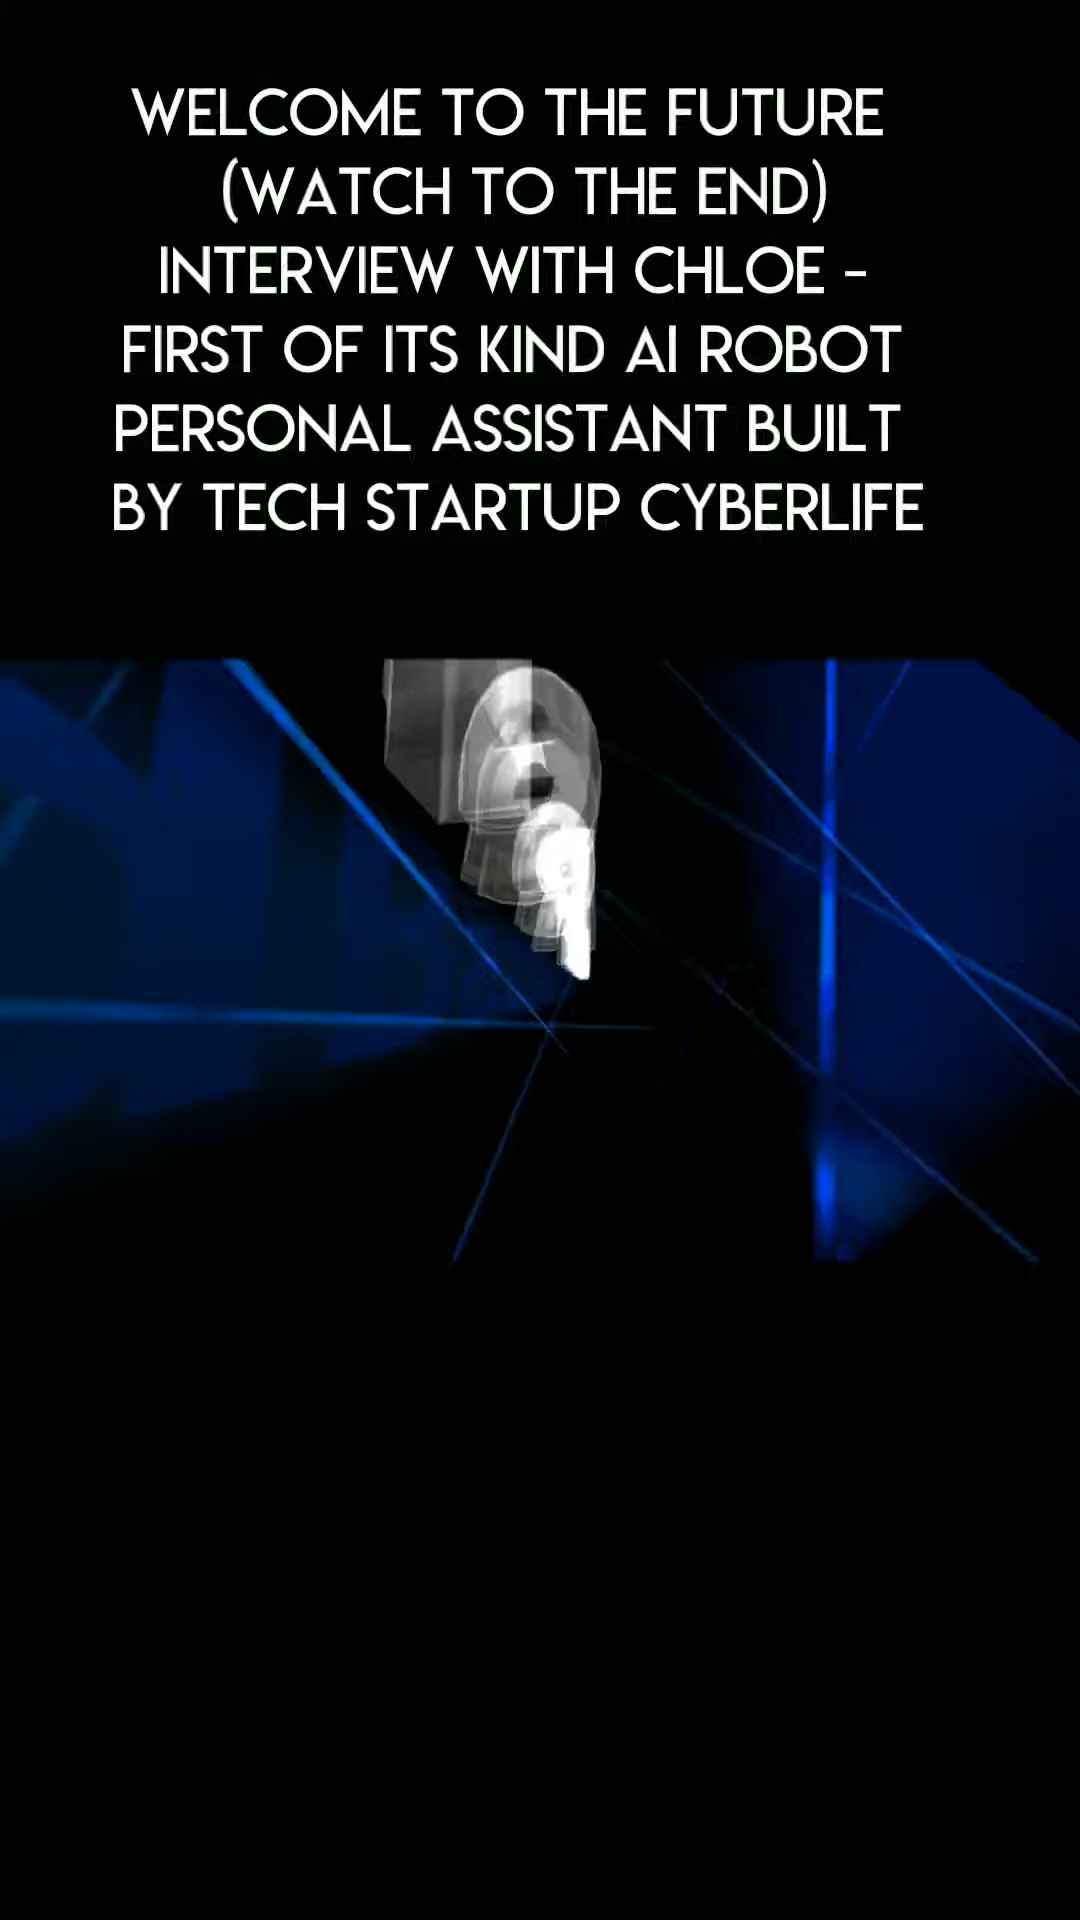 WELCOME TO THE FUTURE
(WATCH TO THE END)
INTERVIEW WITH CHLOE -
FIRST OF ITS KIND AI ROBOT
PERSONAL ASSISTANT BUILT
BY TECH STARTUP CYBERLIFE